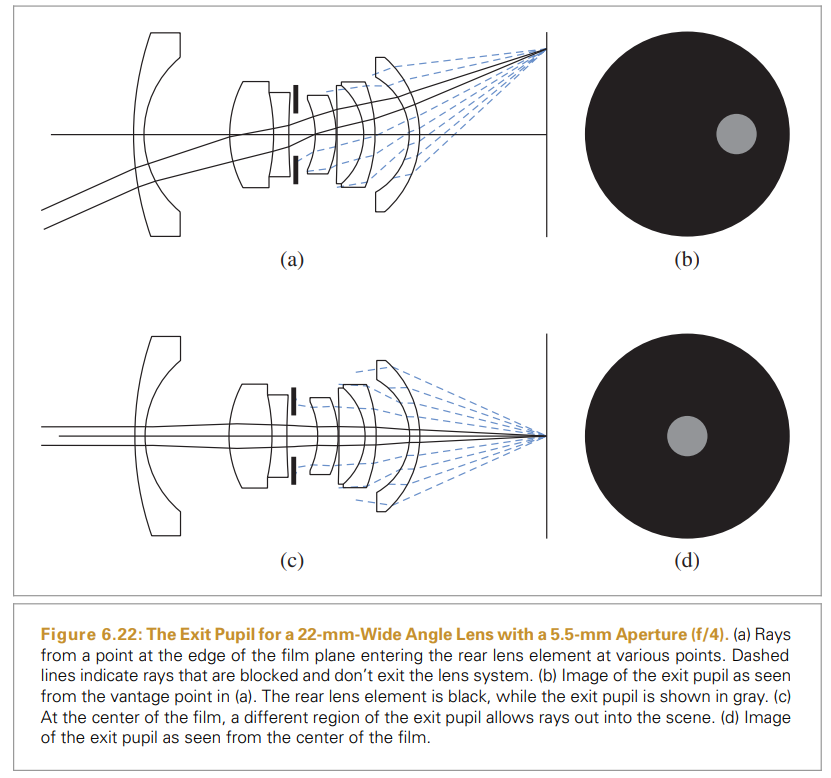 (a)
(b)
(c)
(d)
Figure 6.22: The Exit Pupil for a 22-mm-Wide Angle Lens with a 5.5-mm Aperture (f/4). (a) Rays
from a point at the edge of the film plane entering the rear lens element at various points. Dashed
lines indicate rays that are blocked and don’t exit the lens system. (b) Image of the exit pupil as seen
from the vantage point in (a). The rear lens element is black, while the exit pupil is shown in gray. (c)
At the center of the film, a different region of the exit pupil allows rays out into the scene. (d) Image
of the exit pupil as seen from the center of the film.